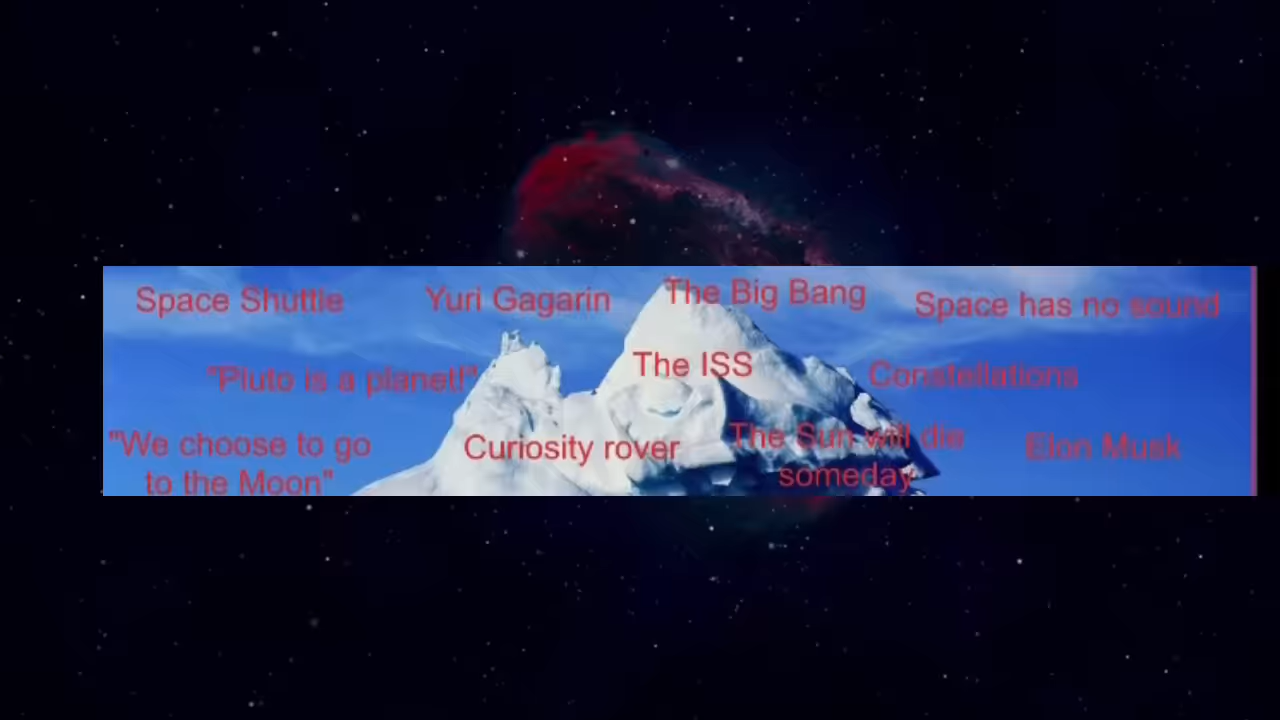 Space Shuttle
Yuri Gagarin
The Big Bang
Space has no sound
"Pluto is a planet!"
The ISS
Constellations
"We choose to go
to the Moon"
Curiosity rover
The Sun will die
someday
Elon Musk